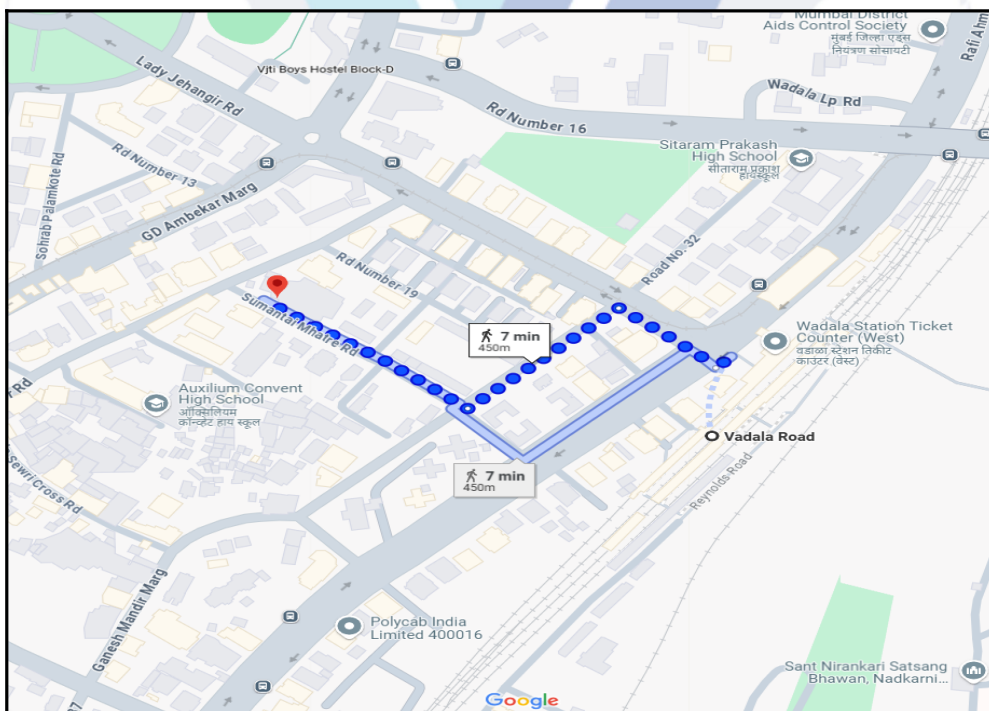 Mumbai District
Aids Control Society
मुंबई जिल्हा एड्स
नियंत्रण सोसायटी
Rafi Ahm
Lady Jehangir Rd
Vjti Boys Hostel Block-D
Rd Number 16
Wadala Lp Rd
Sitaram Prakash
High School
सीताराम प्रकाश
हायस्कूल
Rd Number 13
Sohrab Palamkote Rd
GD Ambekar Marg
Road No. 32
Rd Number 19
Sumantai Mhatre Rd
7 min
450m
Wadala Station Ticket
Counter (West)
वडाळा स्टेशन तिकीट
काउंटर (वेस्ट)
r Rd
Auxilium Convent
High School
ऑक्सिलियम
कॉन्व्हेंट हाय स्कूल
Vadala Road
7 min
450m
Reynolds Road
Sewri Cross Rd
Ganesh Mandir Marg
Polycab India
Limited 400016
Sant Nirankari Satsang
Bhawan, Nadkarni...
Google